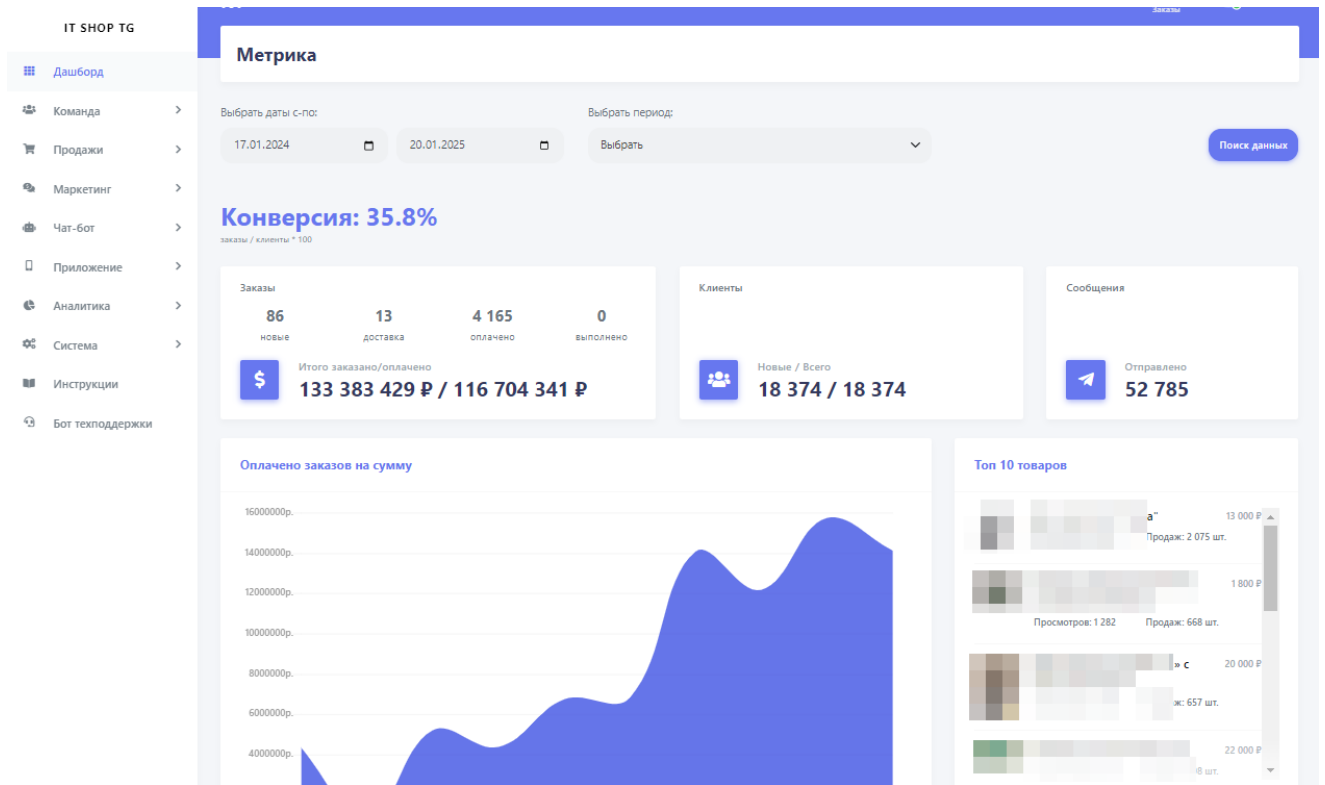 Заказы
IT SHOP TG
Дашборд
Команда
Продажи
Маркетинг
Чат-бот
Приложение
Аналитика
Система
Инструкции
Бот техподдержки
Метрика
Выбрать даты с-по:
Выбрать период:
17.01.2024
20.01.2025
Выбрать
Поиск данных
Конверсия: 35.8%
заказы / клиенты * 100
Заказы
86
13
4 165
0
новые
доставка
оплачено
выполнено
Итого заказано/оплачено
$
133 383 429 ₽ / 116 704 341 ₽
Клиенты
Новые / Всего
18 374 / 18 374
Сообщения
Отправлено
52 785
Оплачено заказов на сумму
16000000р.
14000000р.
12000000р.
10000000р.
8000000р.
6000000р.
4000000р.
Топ 10 товаров
а"
13 000 ₽
Продаж: 2 075 шт.
1 800 ₽
Просмотров: 1 282
Продаж: 668 шт.
» с
20 000 ₽
ж: 657 шт.
22 000 ₽
8 шт.